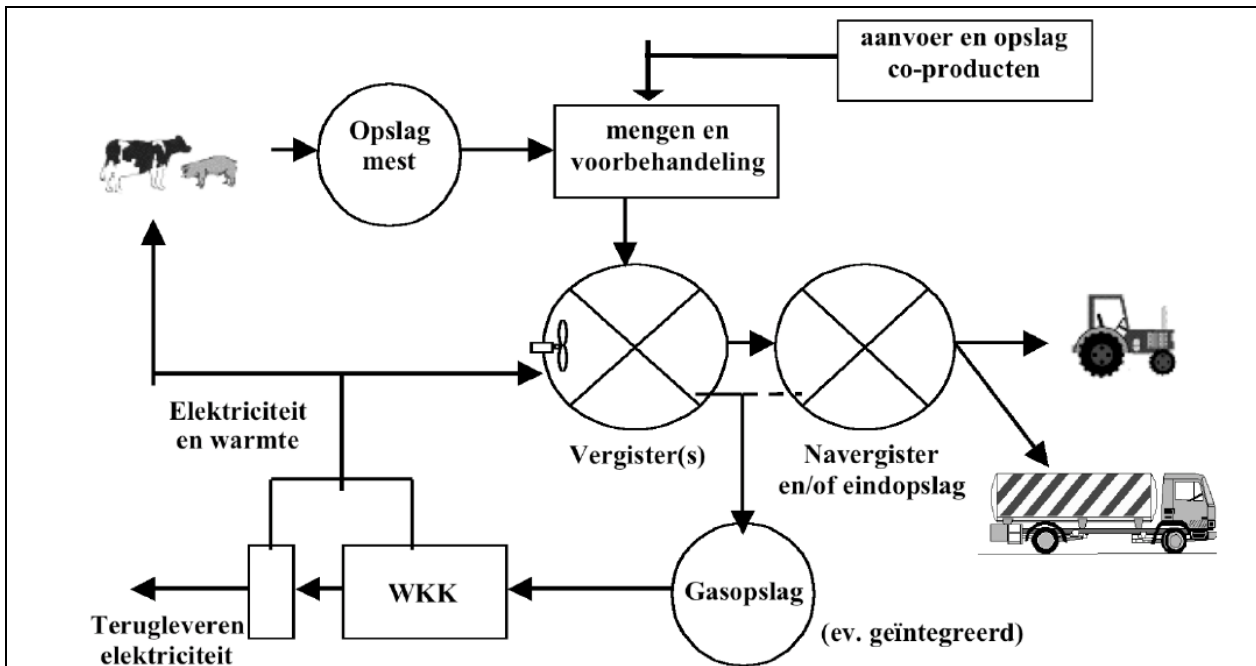 aanvoer en opslag
co-producten
Opslag
mest
mengen en
voorbehandeling
Elektriciteit
en warmte
Vergister(s)
Navergister
en/of eindopslag
WKK
Gasopslag
Terugleveren
elektriciteit
(ev. geïntegreerd)